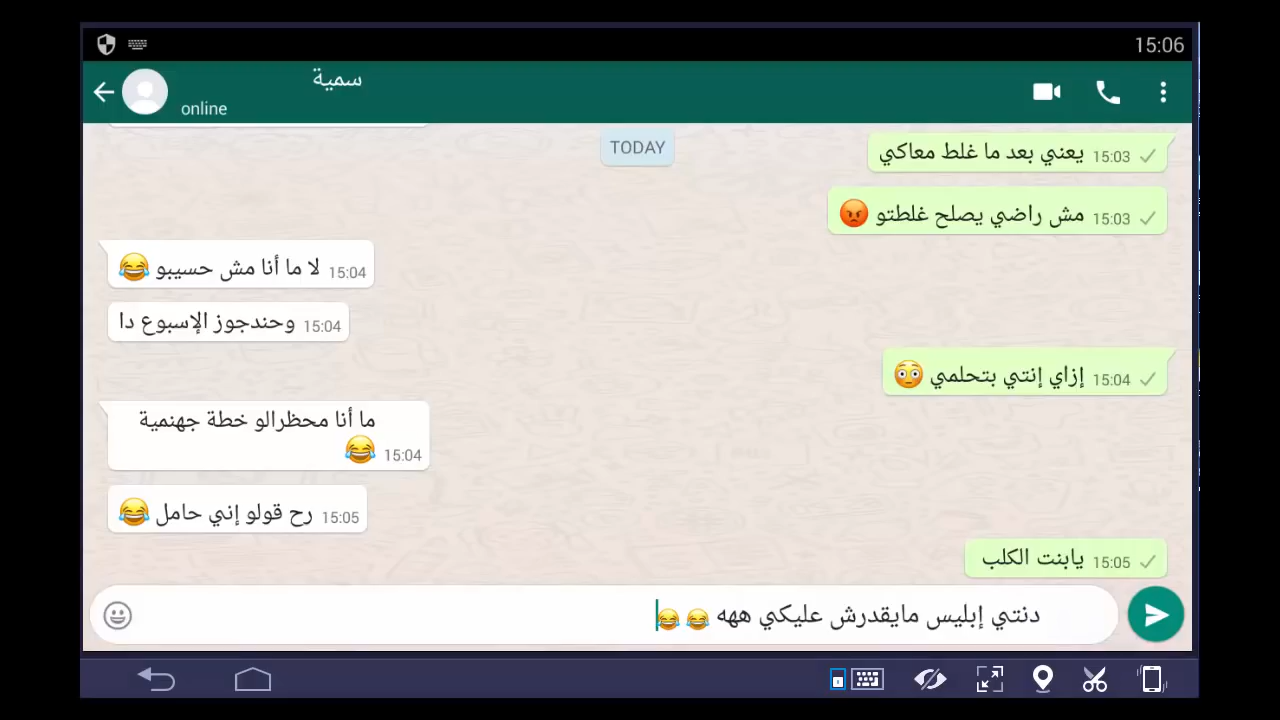 15:06
سمية
online
TODAY
يعني بعد ما غلط معاكي 15:03
مش راضي يصلح غلطتو 😡 15:03
لا ما أنا مش حسيبو 😂 15:04
وحندجوز الإسبوع دا 15:04
إزاي إنتي بتحلمي 😳 15:04
ما أنا محظرالو خطة جهنمية
😂 15:04
رح قولو إني حامل 😂 15:05
يابنت الكلب 15:05
دنتي إبليس مايقدرش عليكي ههه 😂 😂